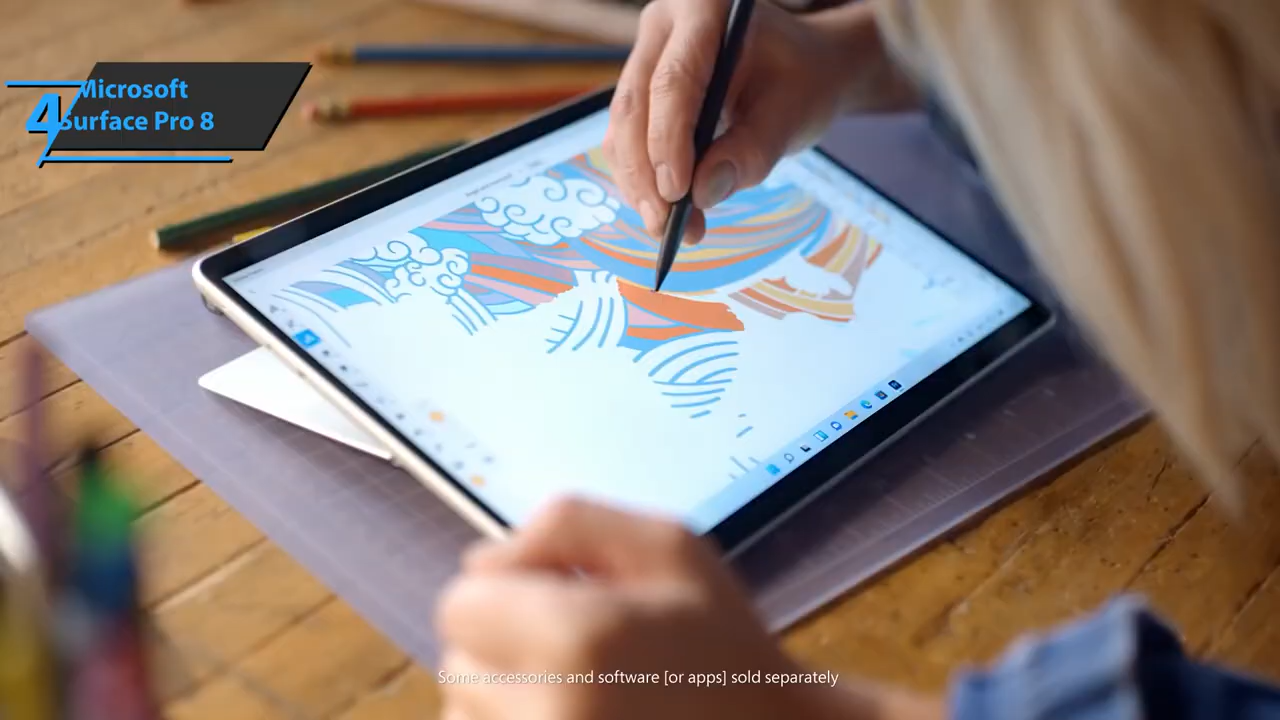 4
Microsoft
Surface Pro 8
Some accessories and software [or apps] sold separately